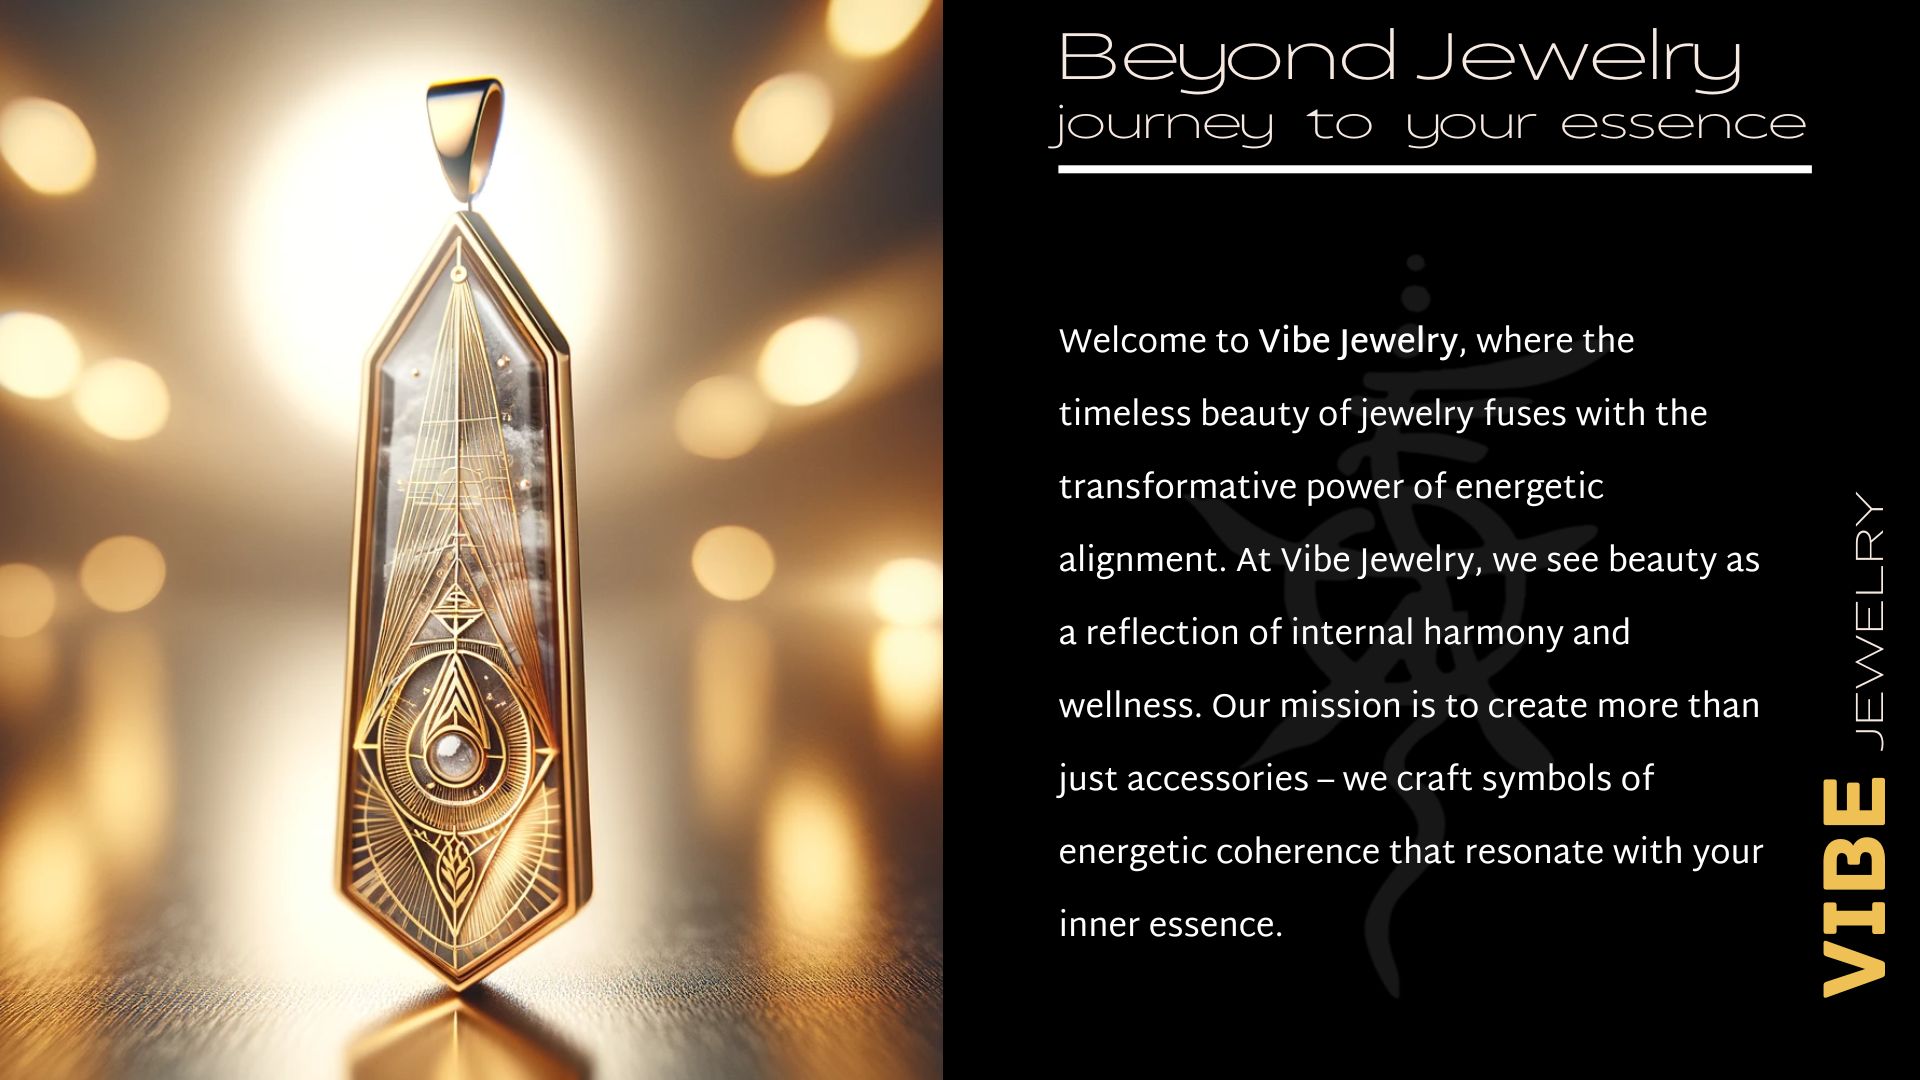 Beyond Jewelry
journey to your essence
Welcome to Vibe Jewelry, where the
timeless beauty of jewelry fuses with the
transformative power of energetic
alignment. At Vibe Jewelry, we see beauty as
a reflection of internal harmony and
wellness. Our mission is to create more than
just accessories – we craft symbols of
energetic coherence that resonate with your
inner essence.
VIBE JEWELRY